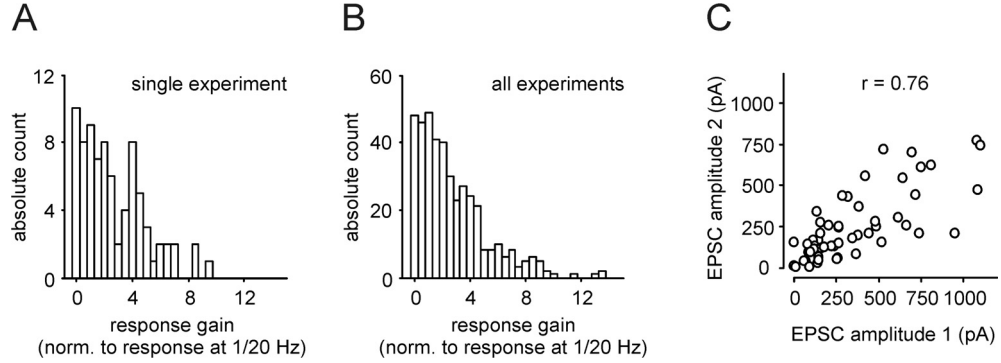 A
single experiment
absolute count
12
8
4
0
0 4 8 12
response gain
(norm. to response at 1/20 Hz)
B
all experiments
absolute count
60
40
20
0
0 4 8 12
response gain
(norm. to response at 1/20 Hz)
C
r = 0.76
EPSC amplitude 2 (pA)
1000
750
500
250
0
0 250 500 750 1000
EPSC amplitude 1 (pA)